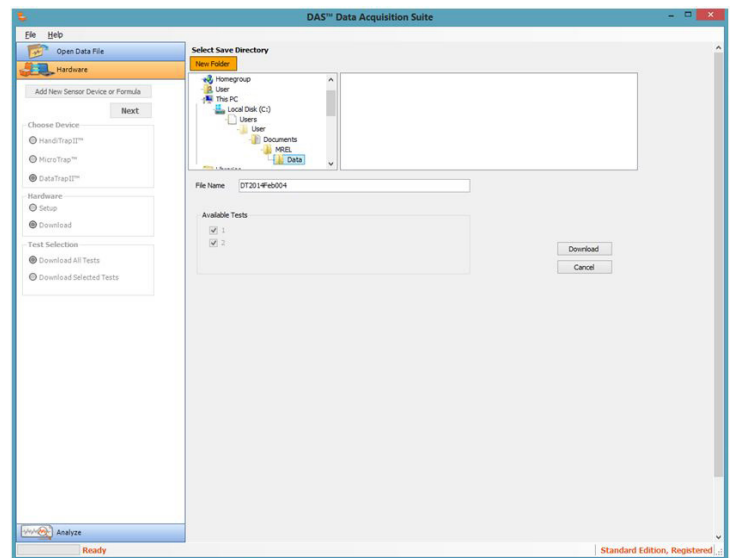 DAS™ Data Acquisition Suite
File Help
Open Data File
Hardware
Add New Sensor Device or Formula
Next
Choose Device
HandiTrapII™
MicroTrap™
DataTrapII™
Hardware
Setup
Download
Test Selection
Download All Tests
Download Selected Tests
Select Save Directory
New Folder
Homegroup
User
This PC
Local Disk (C:)
Users
User
Documents
MREL
Data
File Name DT2014Feb004
Available Tests
1
2
Download
Cancel
Analyze
Ready
Standard Edition, Registered